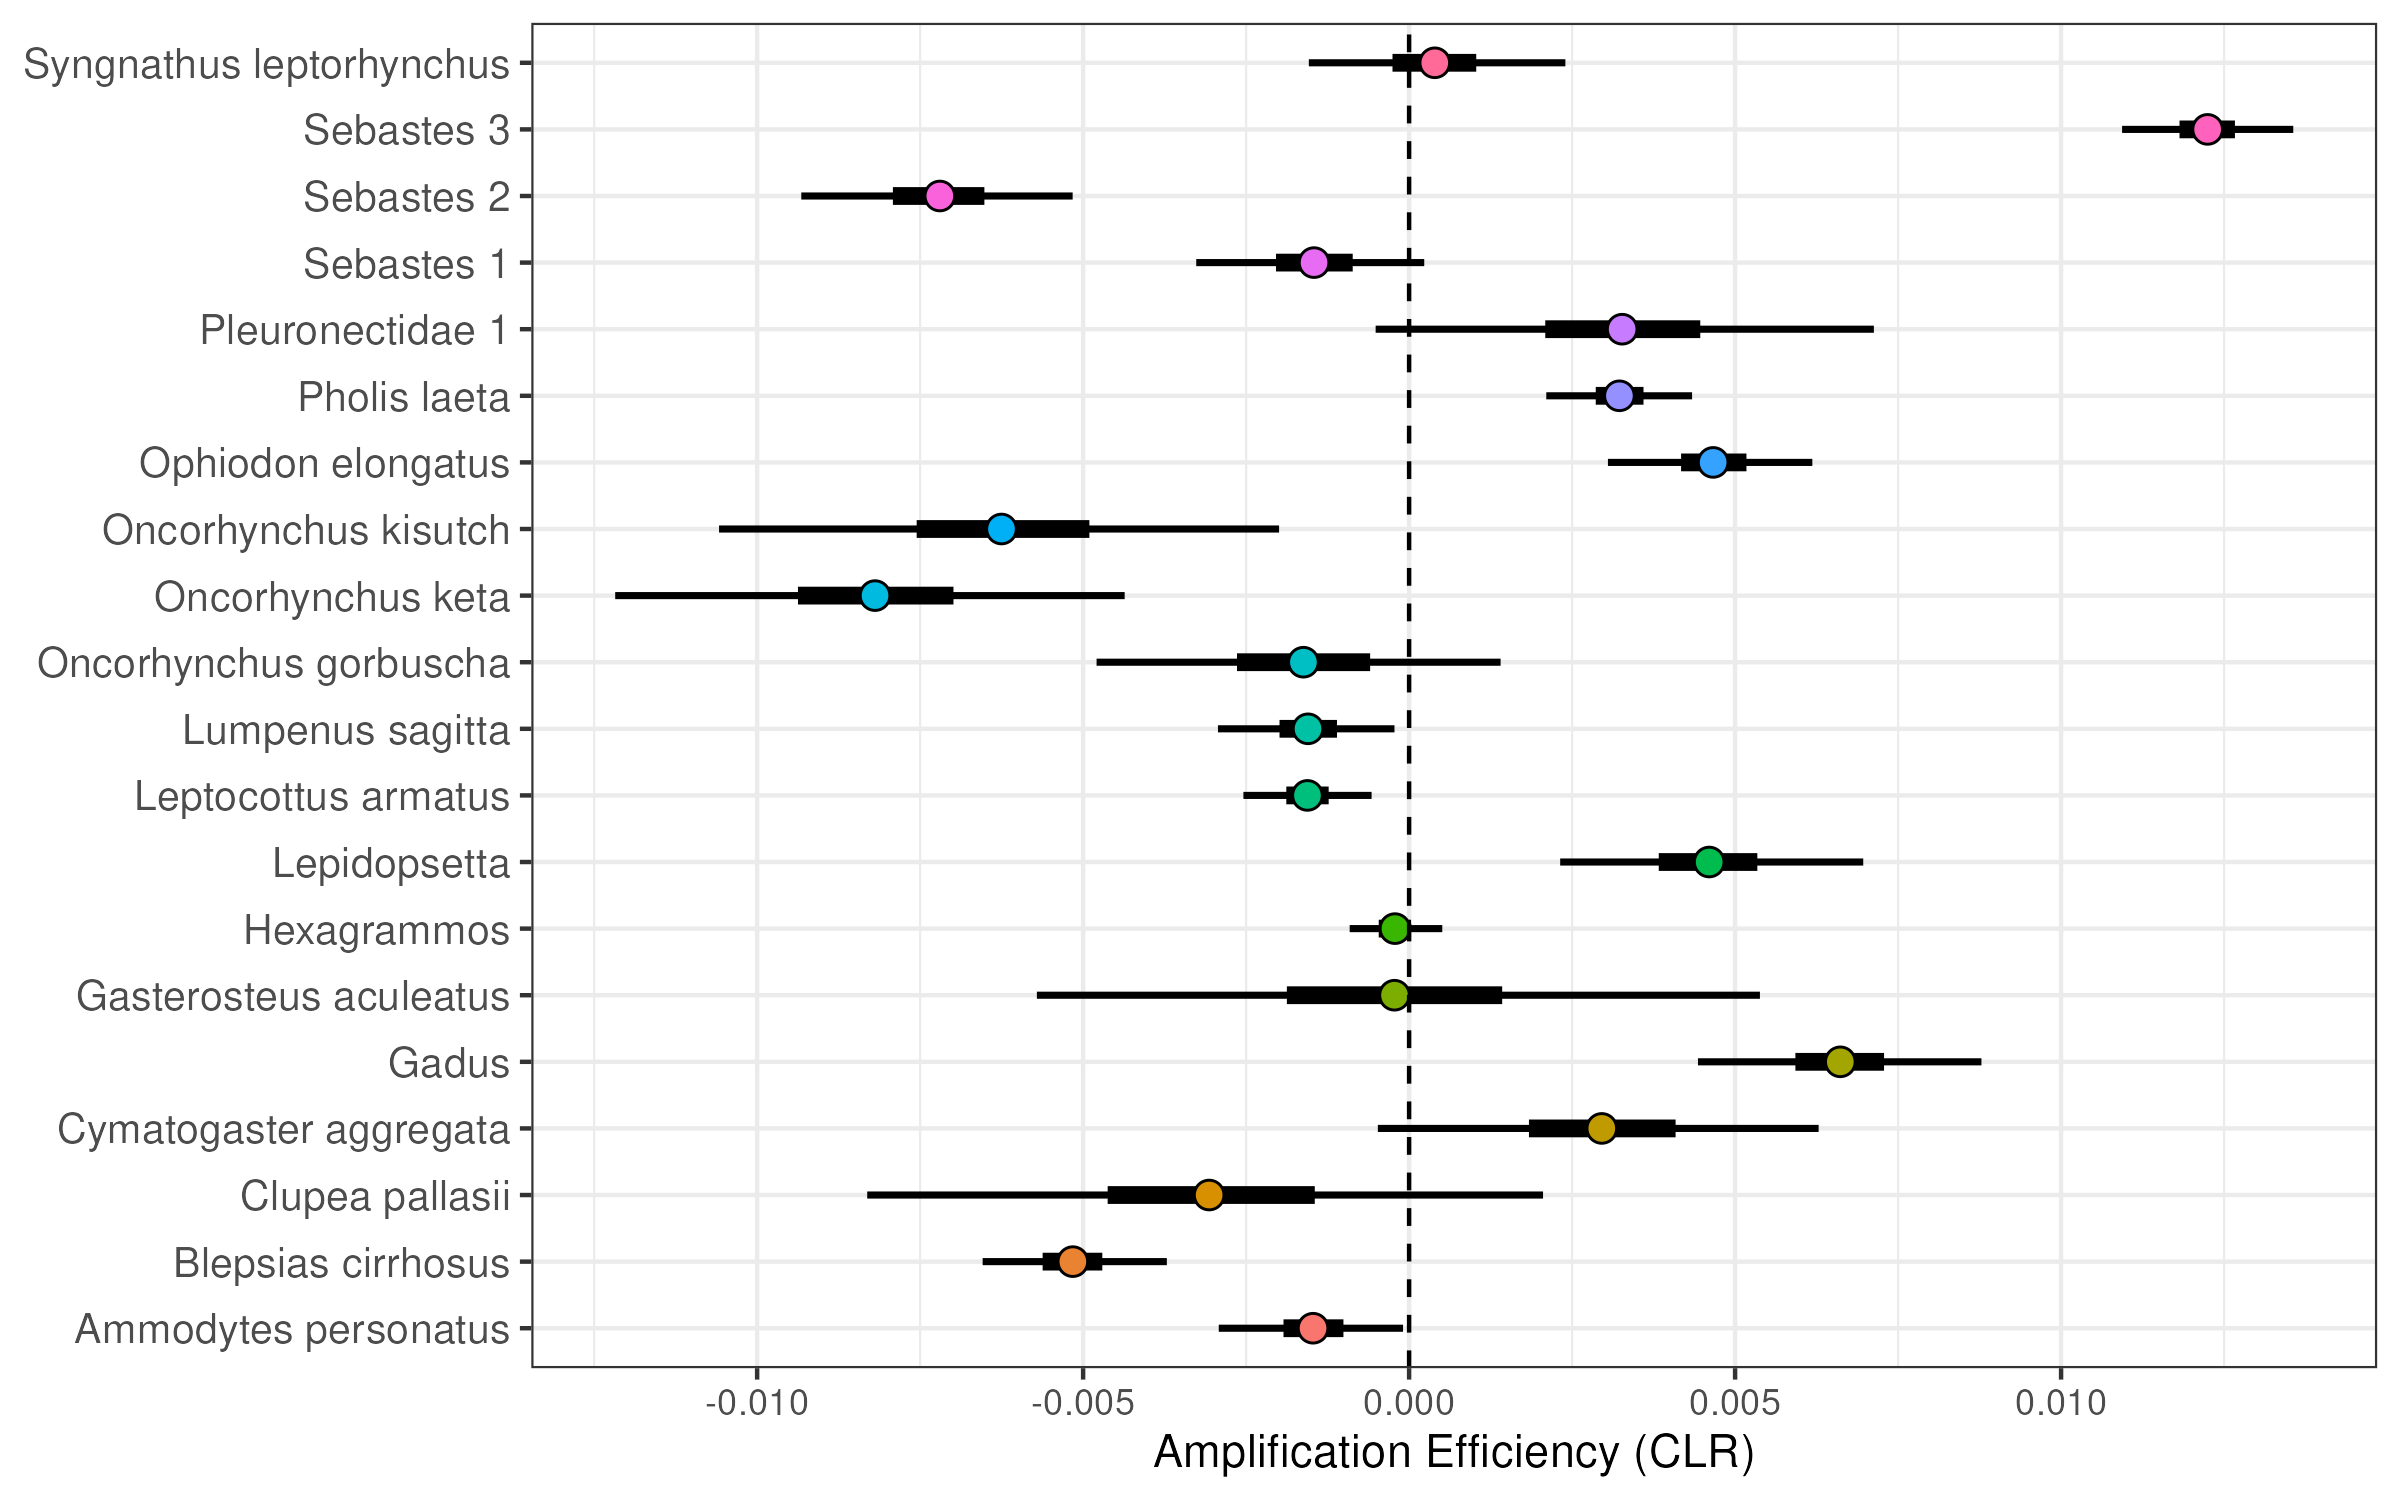 Syngnathus leptorhynchus
Sebastes 3
Sebastes 2
Sebastes 1
Pleuronectidae 1
Pholis laeta
Ophiodon elongatus
Oncorhynchus kisutch
Oncorhynchus keta
Oncorhynchus gorbuscha
Lumpenus sagitta
Leptocottus armatus
Lepidopsetta
Hexagrammos
Gasterosteus aculeatus
Gadus
Cymatogaster aggregata
Clupea pallasii
Blepsias cirrhosus
Ammodytes personatus
-0.010 -0.005 0.000 0.005 0.010
Amplification Efficiency (CLR)